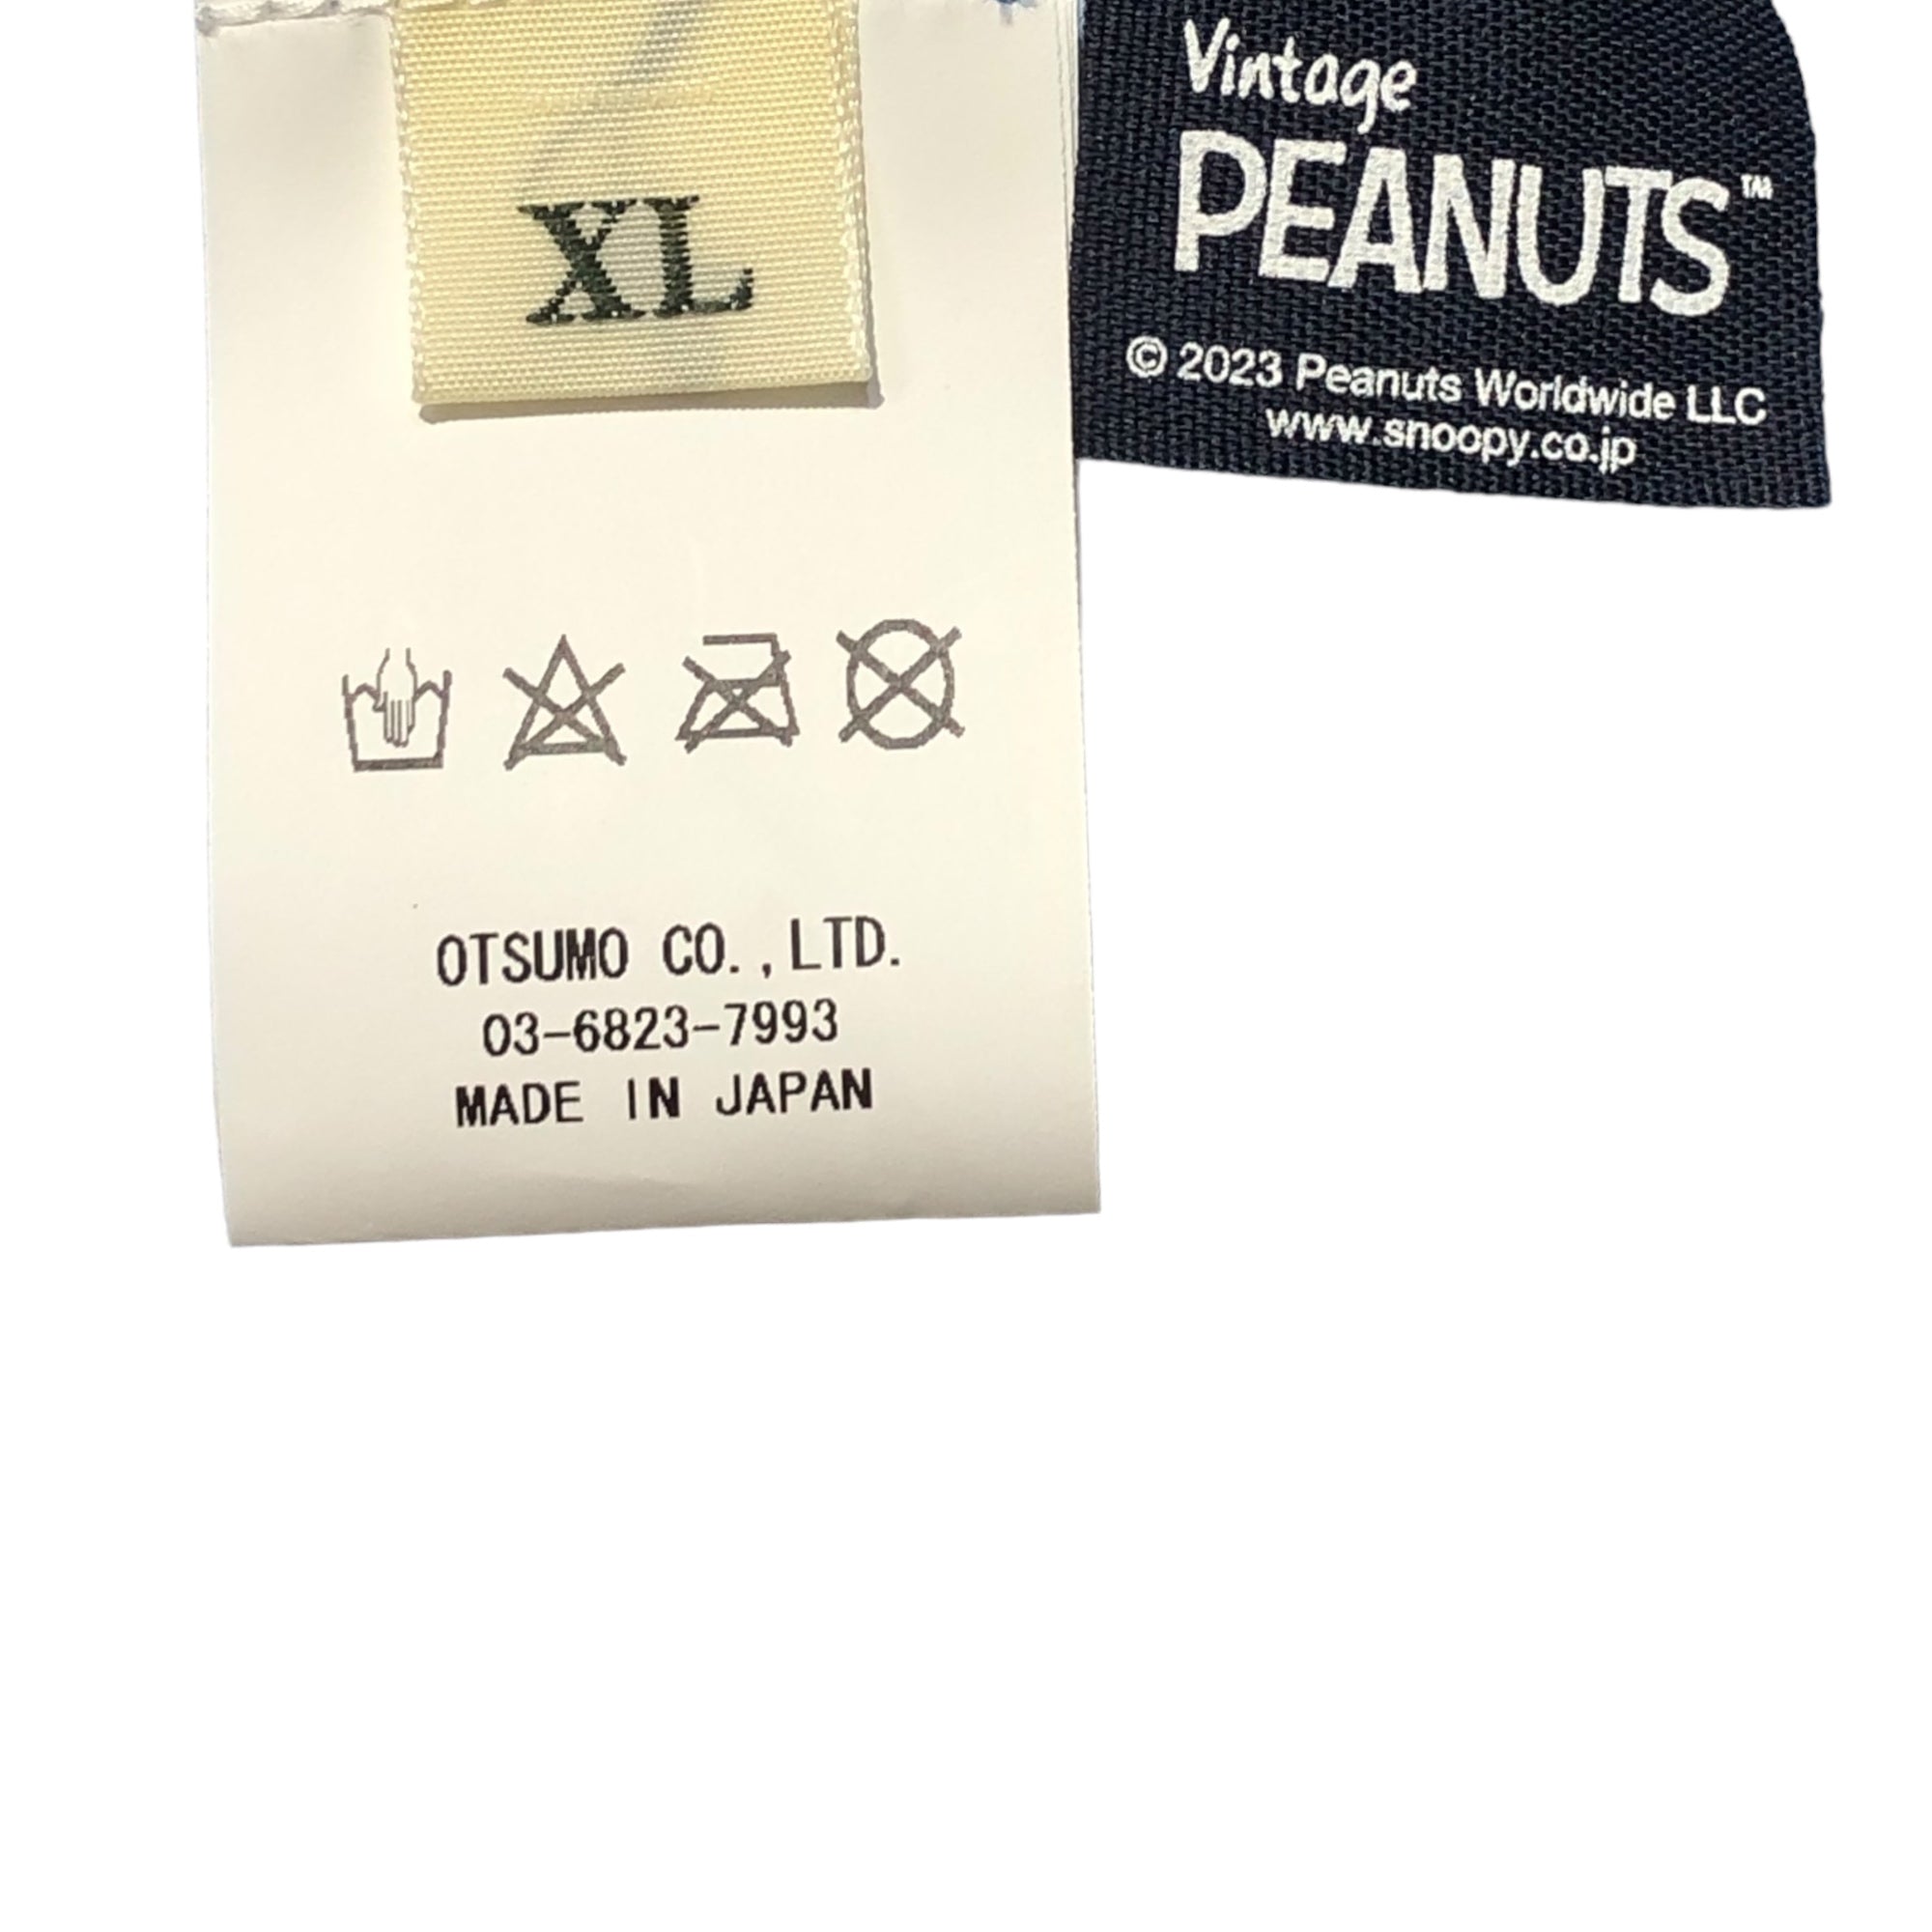 XL
OTSUMO CO.,LTD.
03-6823-7993
MADE IN JAPAN
Vintage
PEANUTS™
© 2023 Peanuts Worldwide LLC
www.snoopy.co.jp